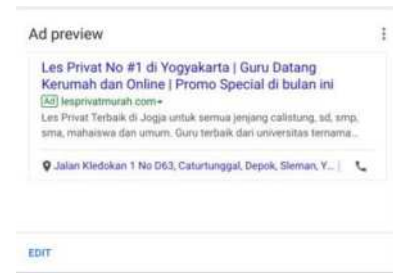 Ad preview
Les Privat No #1 di Yogyakarta | Guru Datang
Kerumah dan Online | Promo Special di bulan ini
Ad lesprivatmurah.com
Les Privat Terbaik di Jogja untuk semua jenjang calistung, sd, smp,
sma, mahaiswa dan umum. Guru terbaik dari universitas ternama...
Jalan Kledokan 1 No D63, Caturtunggal, Depok, Sleman, Y... |
EDIT